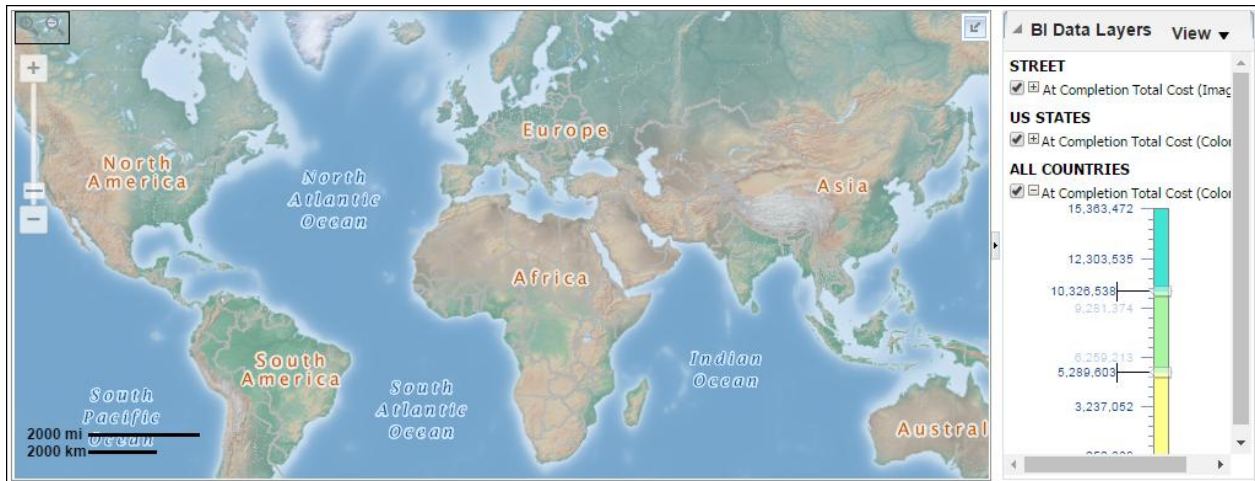 Europe
North
America
North
Atlantic
Ocean
Asia
Africa
South
America
Indian
Ocean
South
Pacific
Ocean
South
Atlantic
Ocean
Austral
2000 mi
2000 km
BI Data Layers View
STREET
At Completion Total Cost (Imag
US STATES
At Completion Total Cost (Color
ALL COUNTRIES
At Completion Total Cost (Color
15,363,472
12,303,535
10,326,538
9,281,374
6,259,213
5,289,603
3,237,052